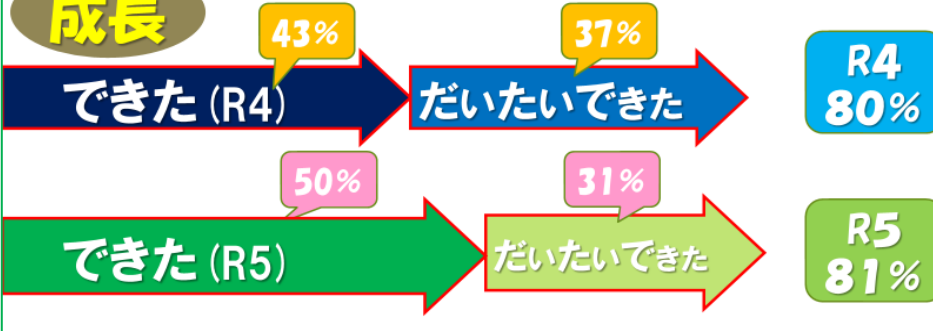 成長
43%
37%
できた(R4)
だいたいできた
R4
80%
50%
31%
できた(R5)
だいたいできた
R5
81%